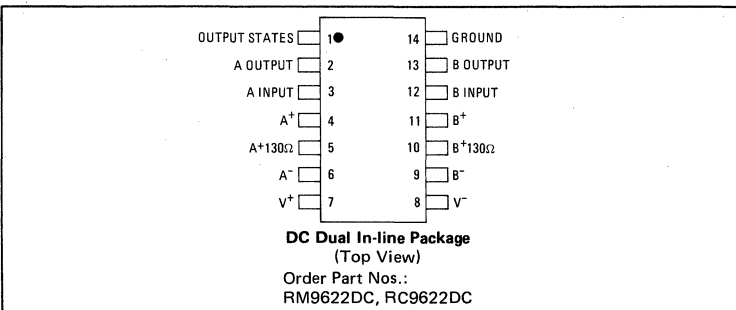 OUTPUT STATES 1 14 GROUND
A OUTPUT 2 13 B OUTPUT
A INPUT 3 12 B INPUT
A+ 4 11 B+
A+130Ω 5 10 B+130Ω
A- 6 9 B-
V+ 7 8 V-
DC Dual In-line Package
(Top View)
Order Part Nos.:
RM9622DC, RC9622DC